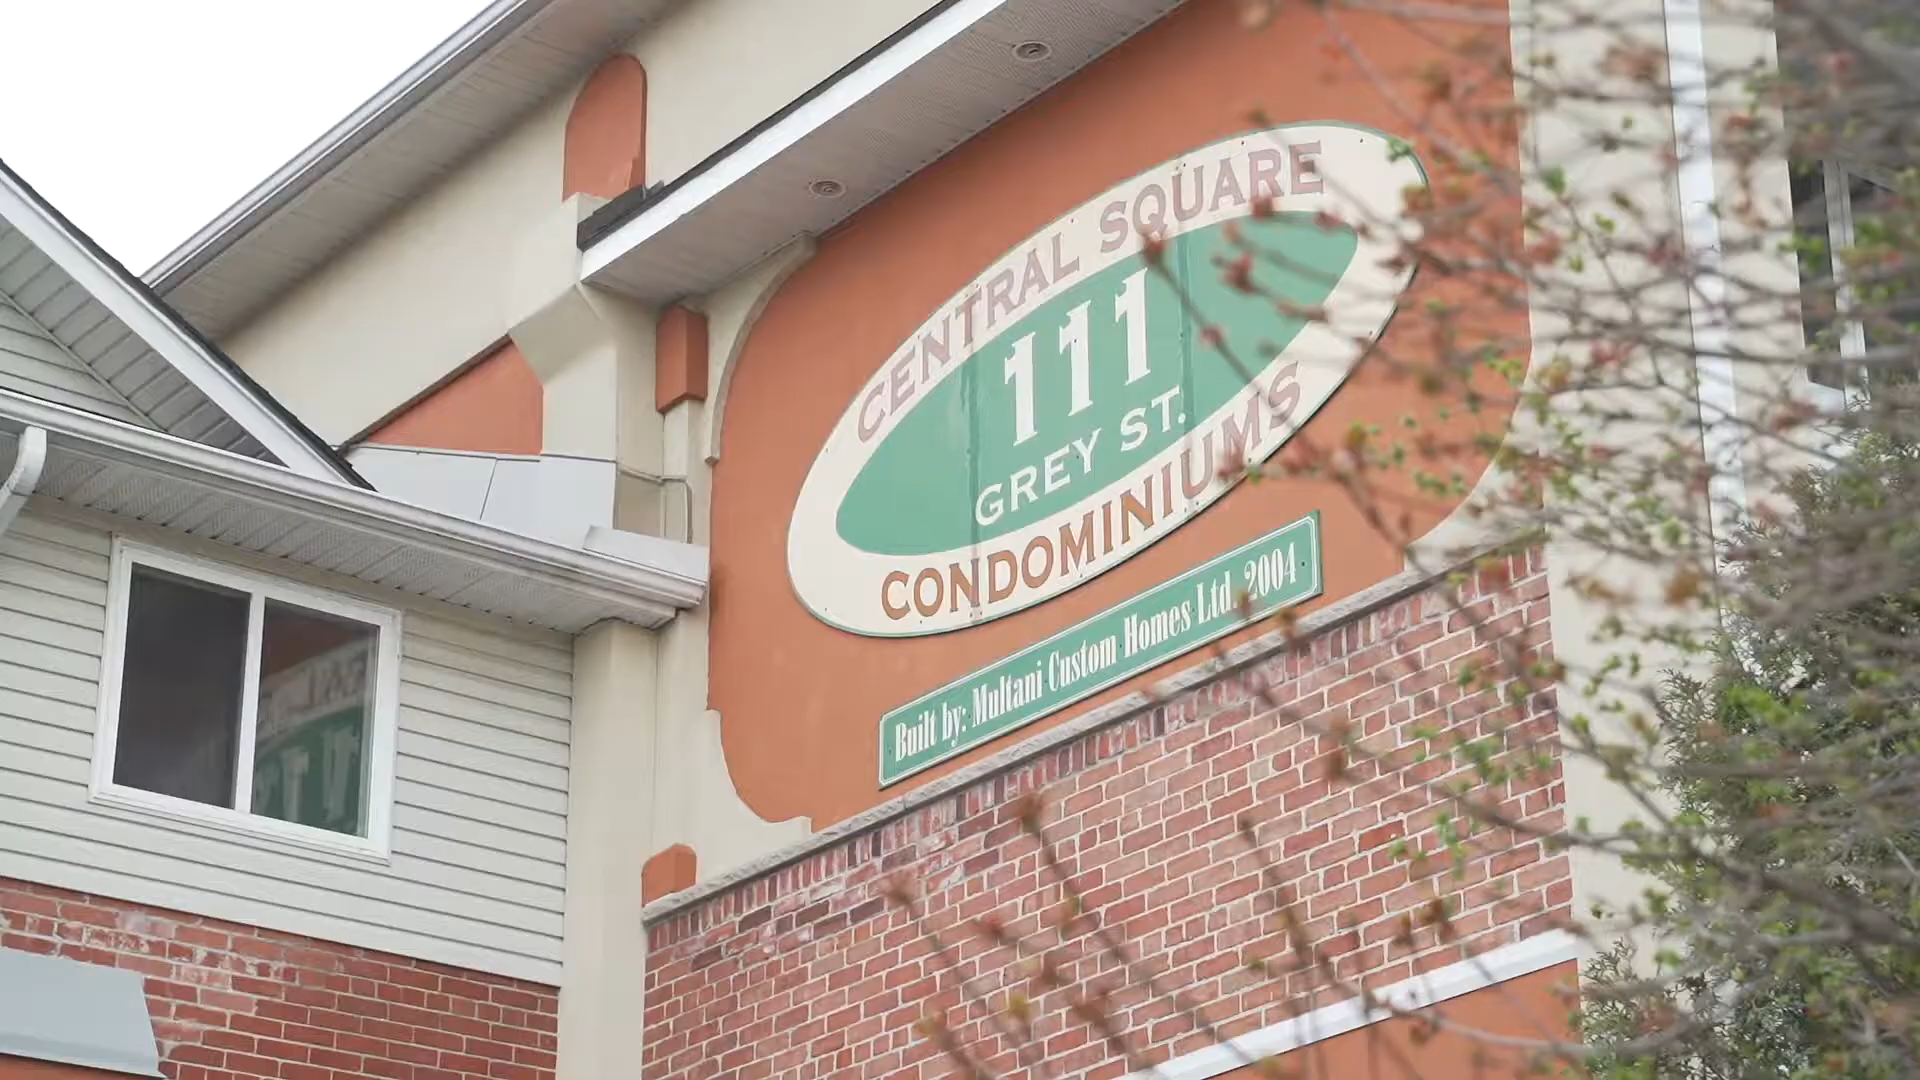 CENTRAL SQUARE
111
GREY ST.
CONDOMINIUMS
Built by: Multani Custom Homes Ltd. 2004